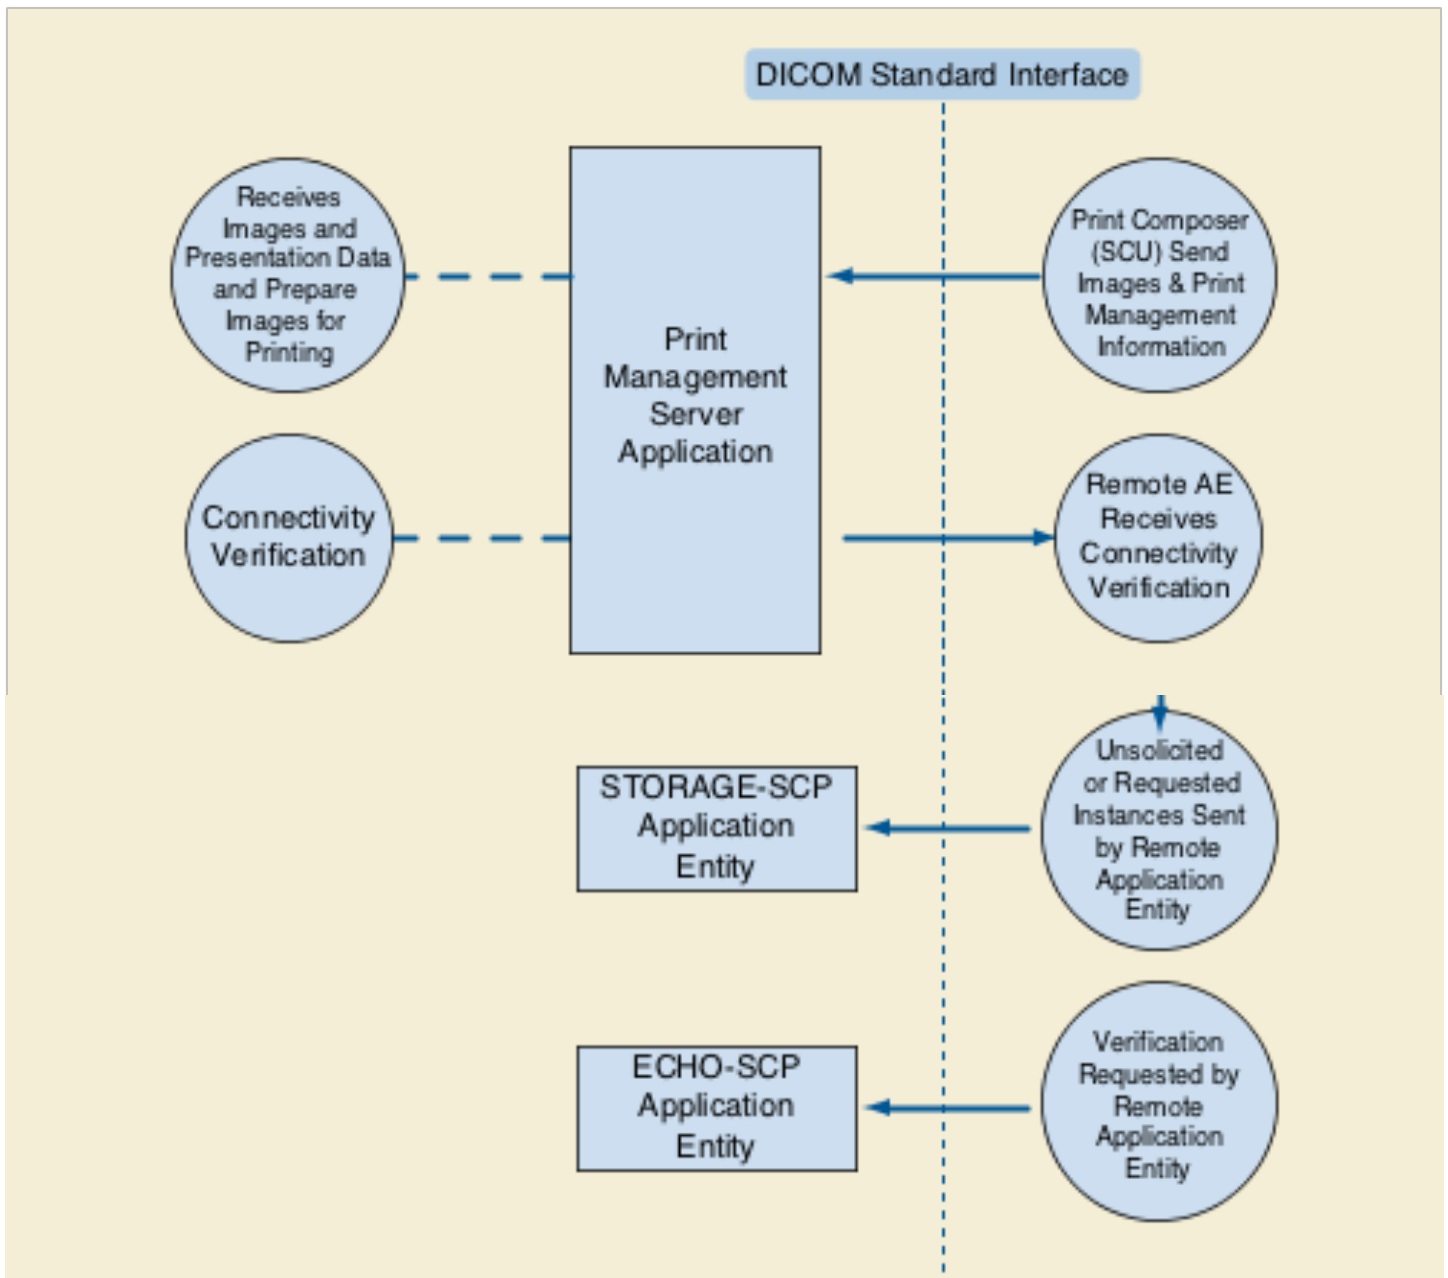 DICOM Standard Interface
Receives
Images and
Presentation Data
and Prepare
Images for
Printing
Print
Management
Server
Application
Print Composer
(SCU) Send
Images & Print
Management
Information
Connectivity
Verification
Remote AE
Receives
Connectivity
Verification
STORAGE-SCP
Application
Entity
Unsolicited
or Requested
Instances Sent
by Remote
Application
Entity
ECHO-SCP
Application
Entity
Verification
Requested by
Remote
Application
Entity